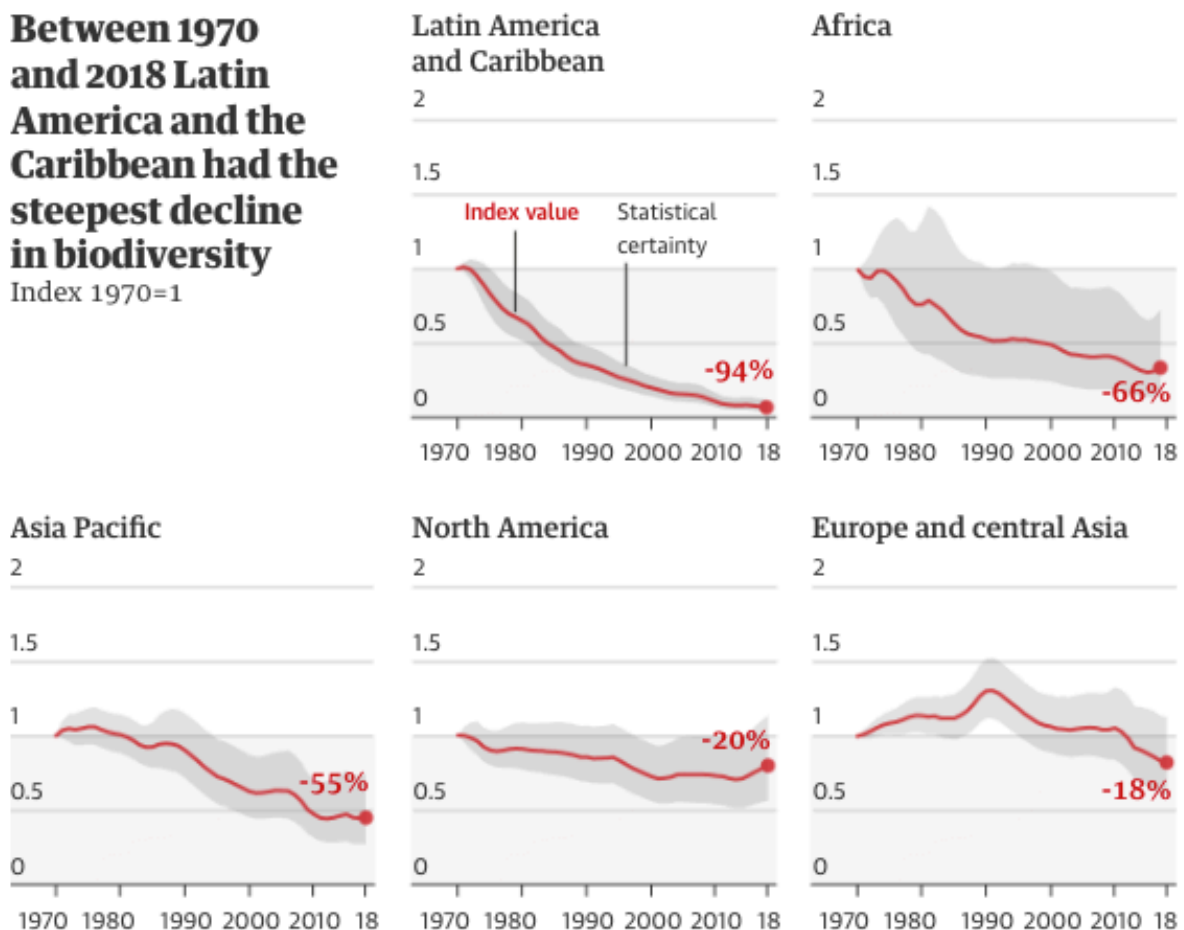 Between 1970
and 2018 Latin
America and the
Caribbean had the
steepest decline
in biodiversity
Index 1970=1
Latin America
and Caribbean
2
1.5
Index value
Statistical
certainty
1
0.5
-94%
0
1970 1980 1990 2000 2010 18
Africa
2
1.5
1
0.5
-66%
0
1970 1980 1990 2000 2010 18
Asia Pacific
2
1.5
1
-55%
0.5
0
1970 1980 1990 2000 2010 18
North America
2
1.5
1
-20%
0.5
0
1970 1980 1990 2000 2010 18
Europe and central Asia
2
1.5
1
0.5
-18%
0
1970 1980 1990 2000 2010 18